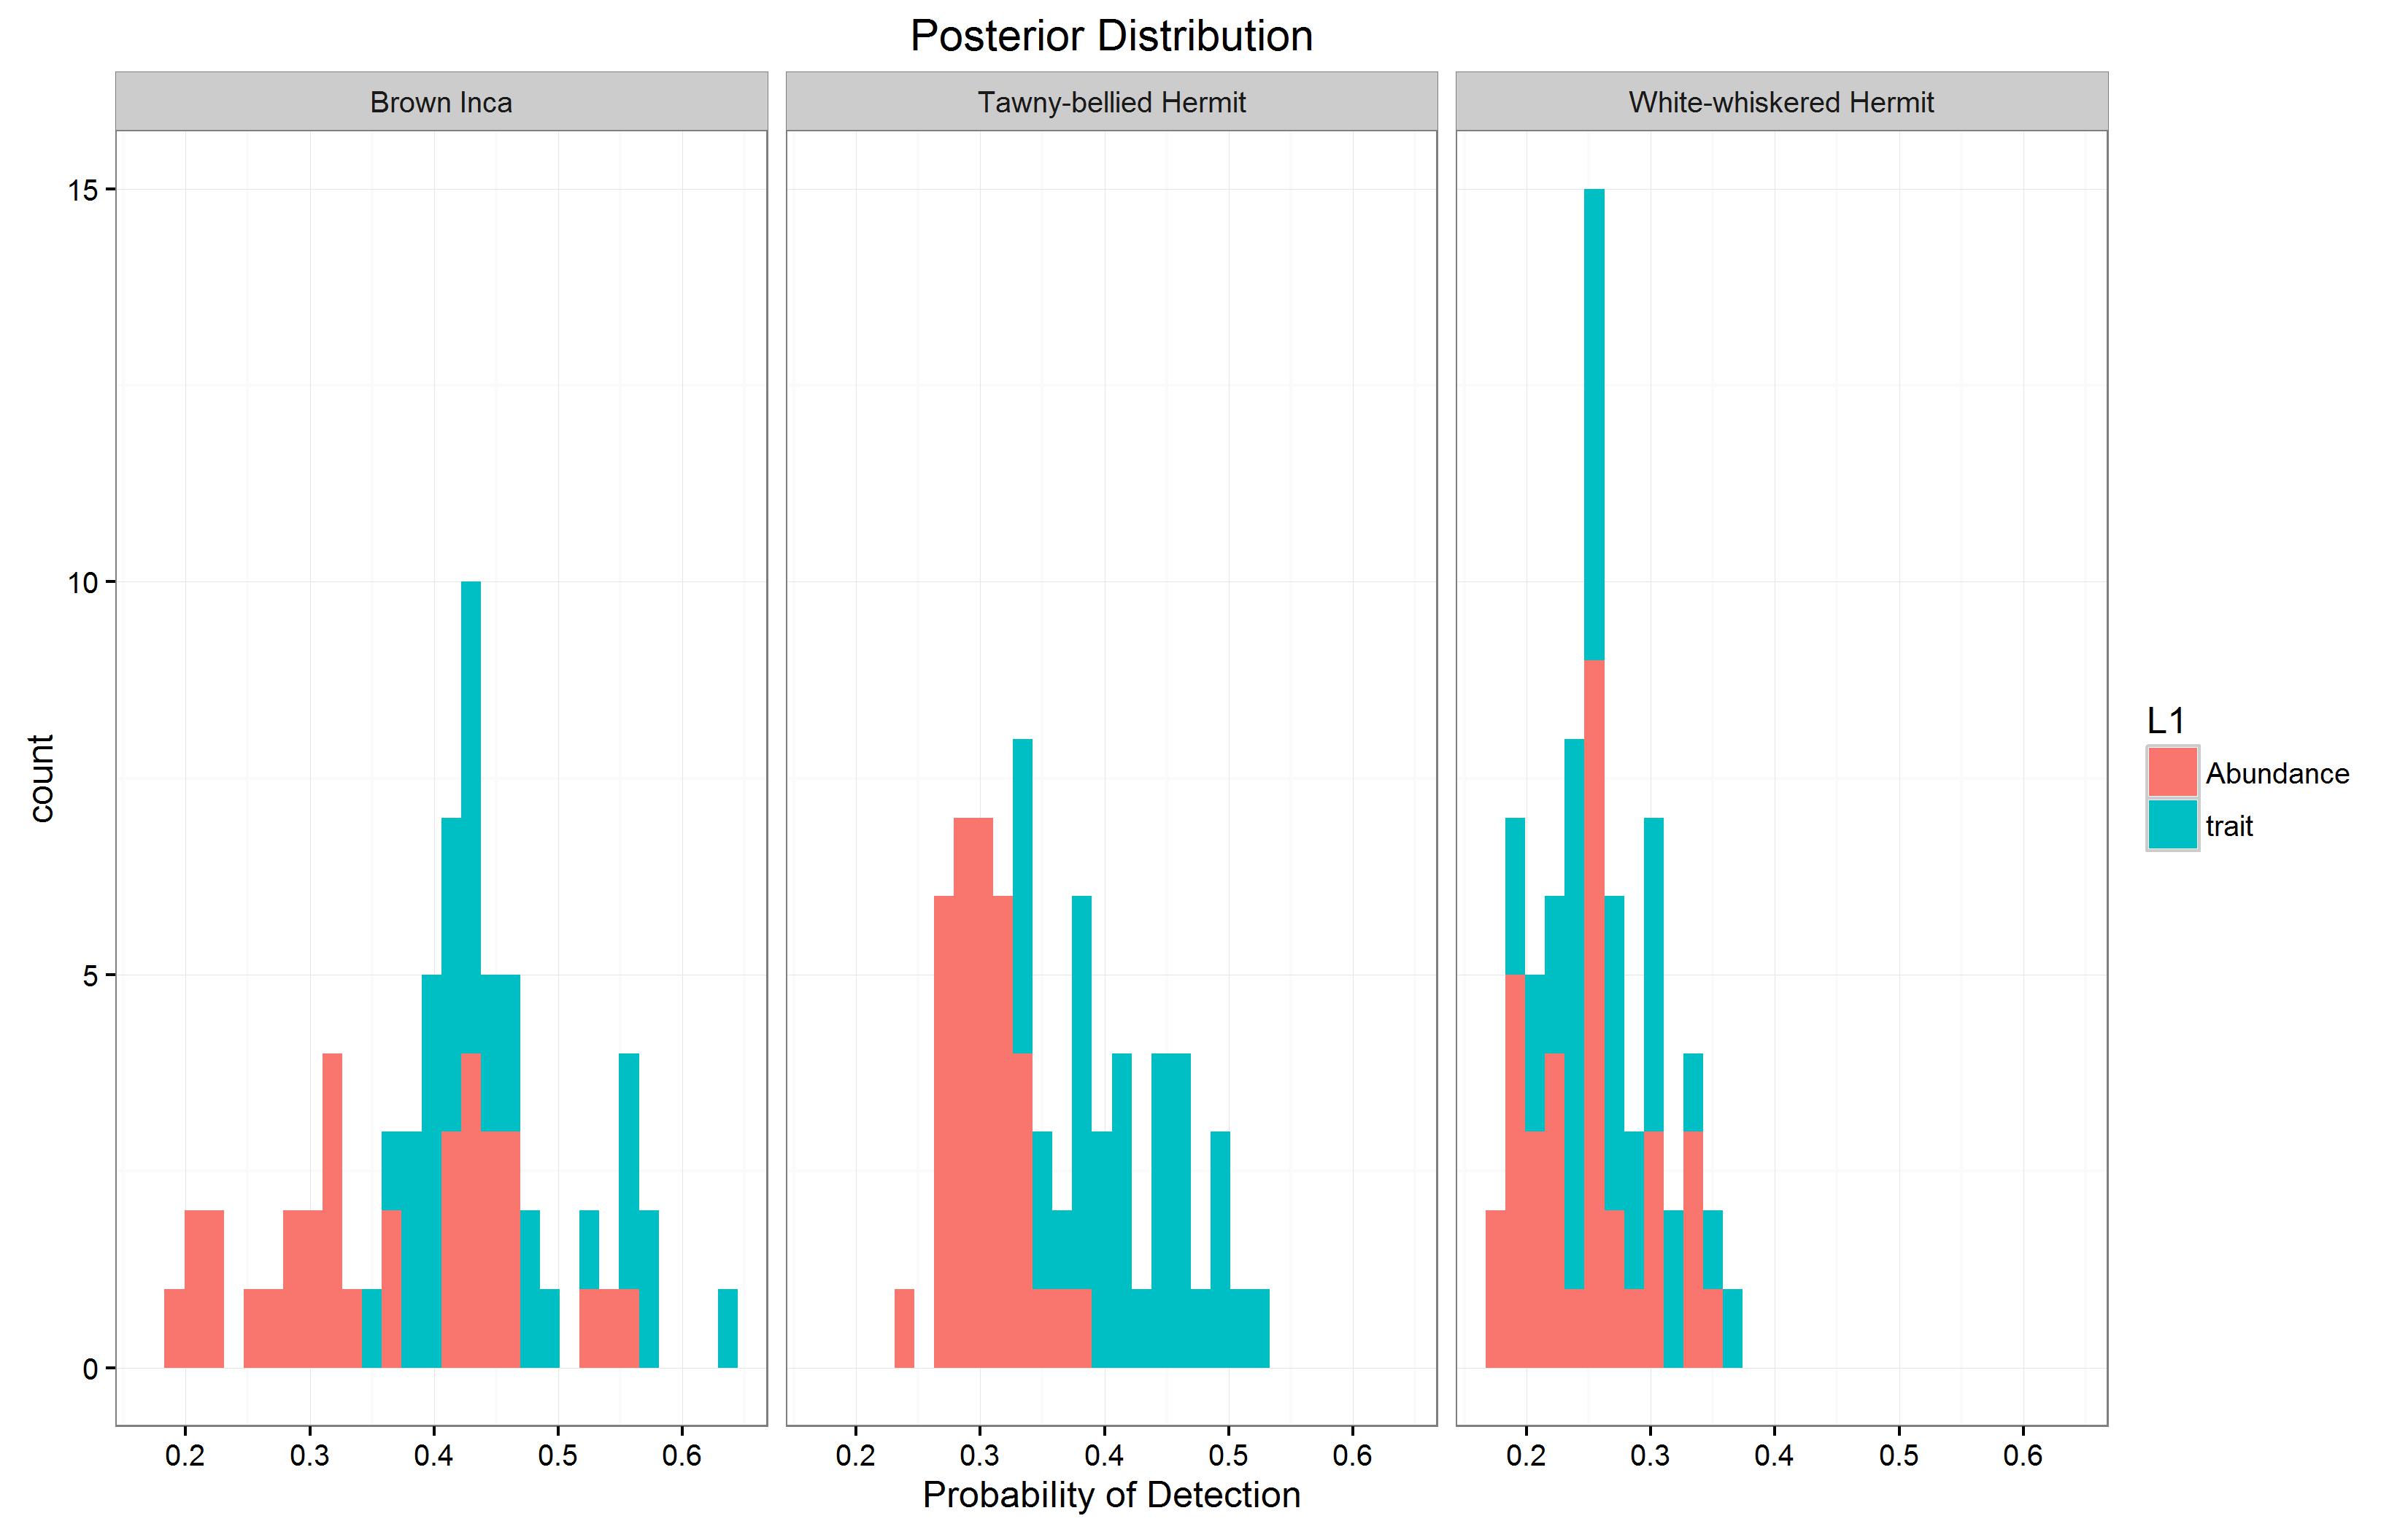 Posterior Distribution
Brown Inca
Tawny-bellied Hermit
White-whiskered Hermit
15
10
5
0
count
0.2 0.3 0.4 0.5 0.6
0.2 0.3 0.4 0.5 0.6
0.2 0.3 0.4 0.5 0.6
Probability of Detection
L1
Abundance
trait